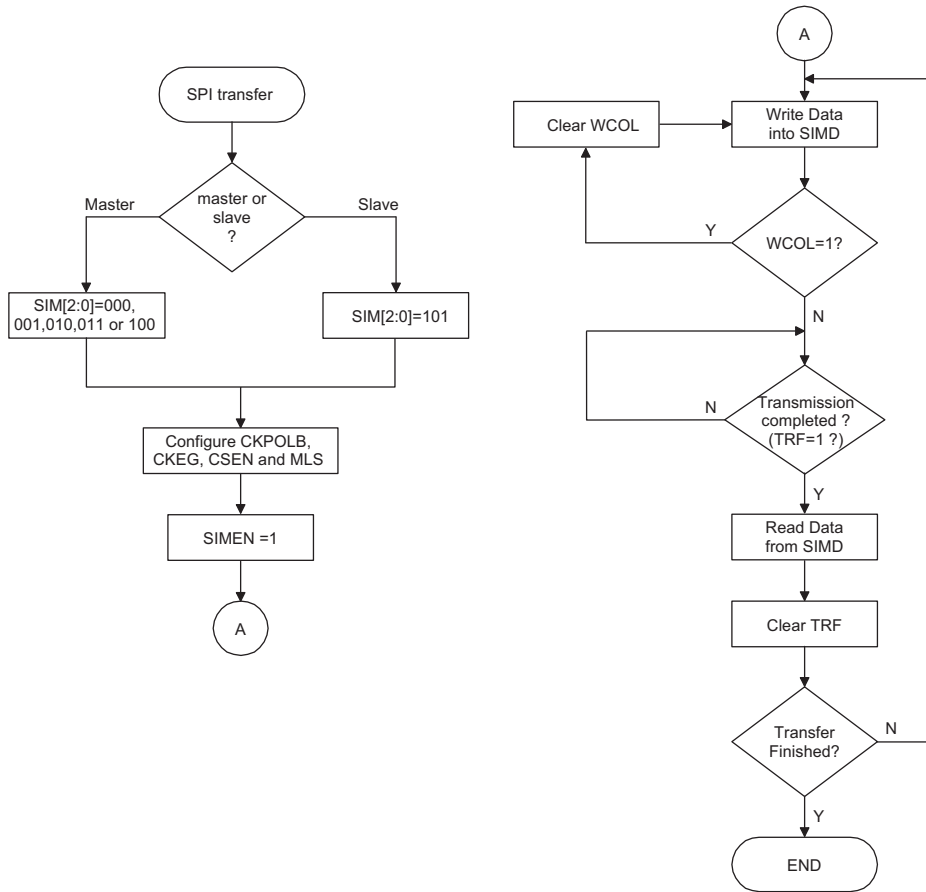 SPI transfer
master or
slave
?
Master
Slave
SIM[2:0]=000,
001,010,011 or 100
SIM[2:0]=101
Configure CKPOLB,
CKEG, CSEN and MLS
SIMEN =1
A
A
Write Data
into SIMD
Clear WCOL
WCOL=1?
Y
N
Transmission
completed ?
(TRF=1 ?)
N
Y
Read Data
from SIMD
Clear TRF
Transfer
Finished?
N
Y
END